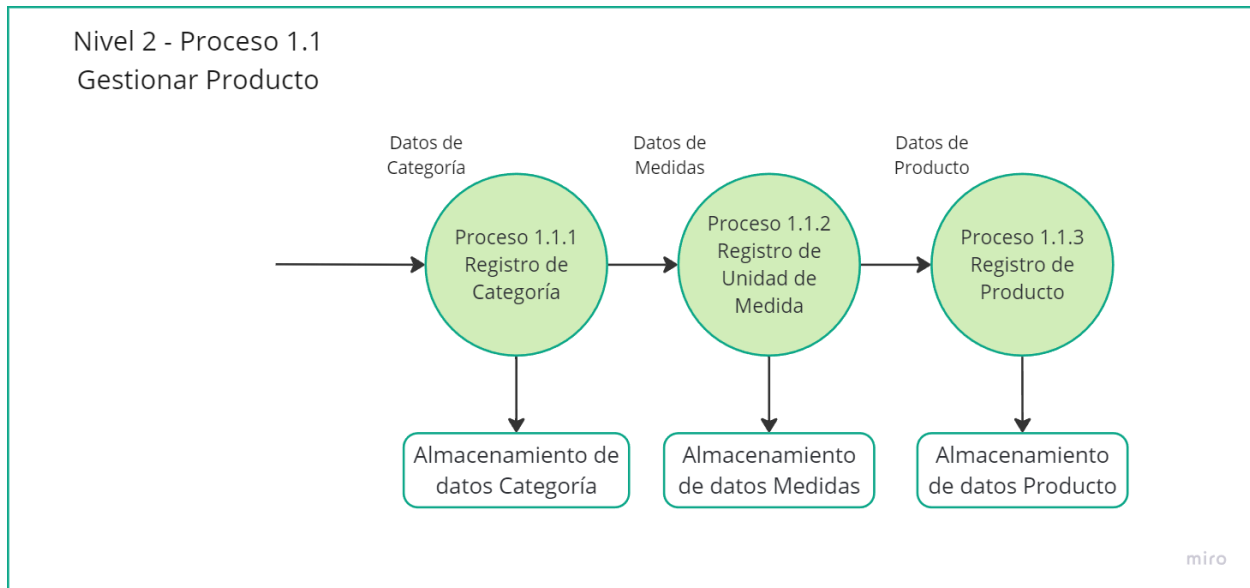 Nivel 2 - Proceso 1.1
Gestionar Producto
Datos de
Categoría
Datos de
Medidas
Datos de
Producto
Proceso 1.1.1
Registro de
Categoría
Proceso 1.1.2
Registro de
Unidad de
Medida
Proceso 1.1.3
Registro de
Producto
Almacenamiento de
datos Categoría
Almacenamiento
de datos Medidas
Almacenamiento
de datos Producto
miro